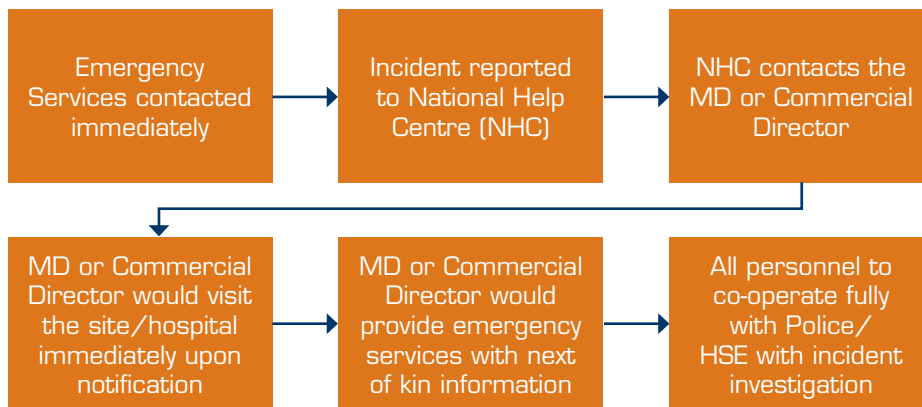 Emergency
Services contacted
immediately
Incident reported
to National Help
Centre (NHC)
NHC contacts the
MD or Commercial
Director
MD or Commercial
Director would visit
the site/hospital
immediately upon
notification
MD or Commercial
Director would
provide emergency
services with next
of kin information
All personnel to
co-operate fully
with Police/
HSE with incident
investigation